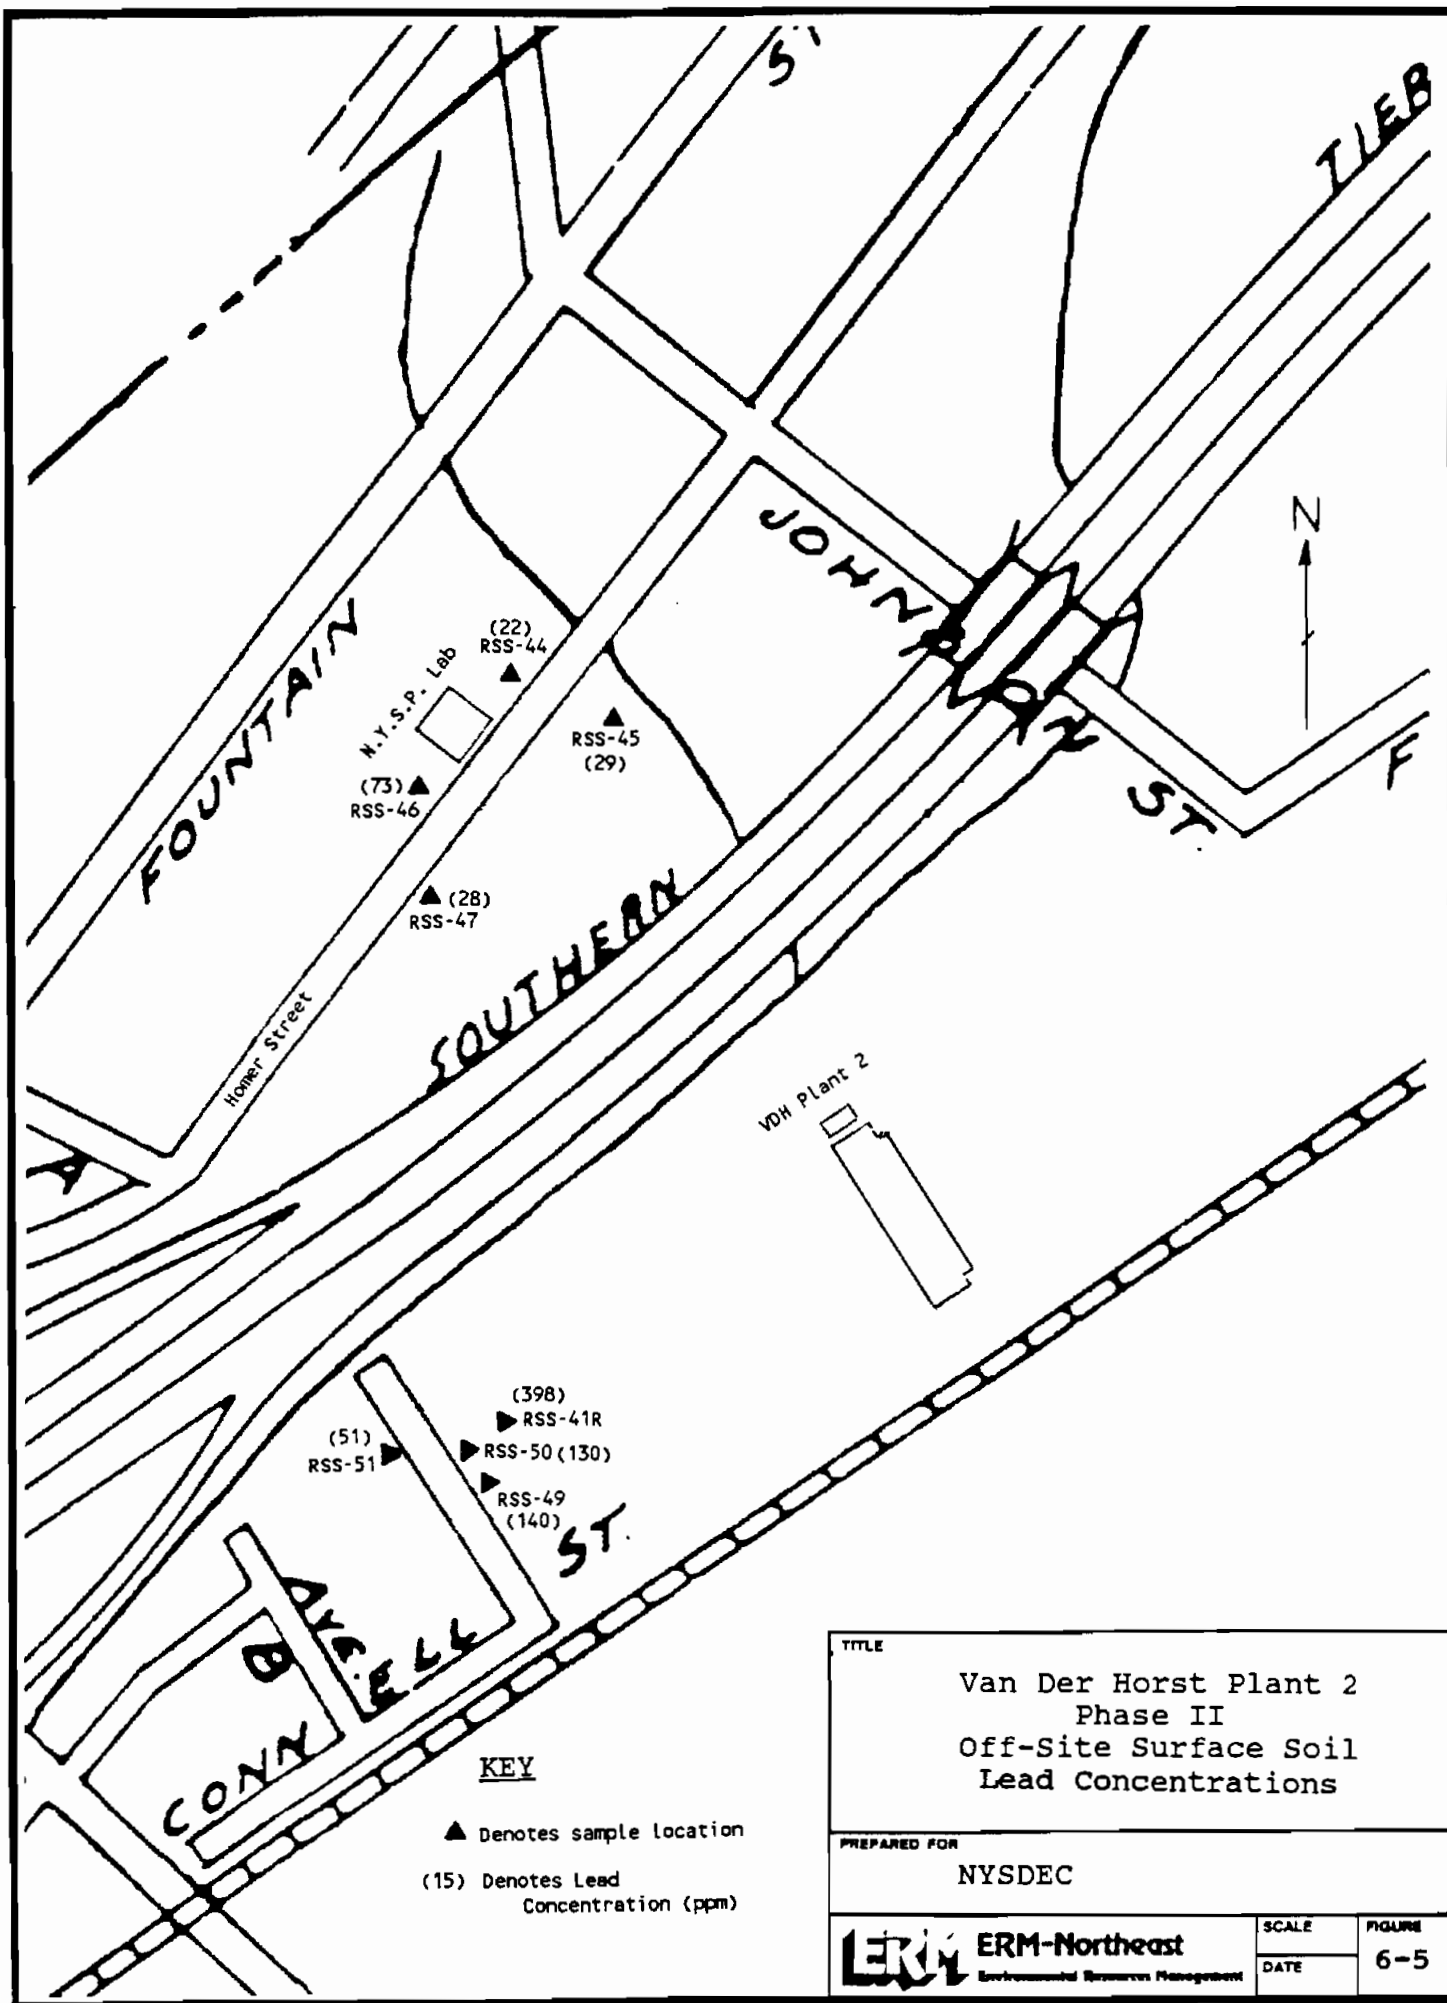 ST
TIEB
JOHNSON ST.
N
F
FOUNTAIN
N.Y.S.P. Lab
(22)
RSS-44
RSS-45
(29)
(73)
RSS-46
(28)
RSS-47
SOUTHERN
Homer Street
A
VDH Plant 2
(398)
RSS-41R
(51)
RSS-51
RSS-50 (130)
RSS-49
(140)
B AVE.
CONNELL ST.
KEY
▲ Denotes sample location
(15) Denotes Lead
Concentration (ppm)
TITLE
Van Der Horst Plant 2
Phase II
Off-Site Surface Soil
Lead Concentrations
PREPARED FOR
NYSDEC
ERM ERM-Northeast
Environmental Resources Management
SCALE
DATE
FIGURE
6-5